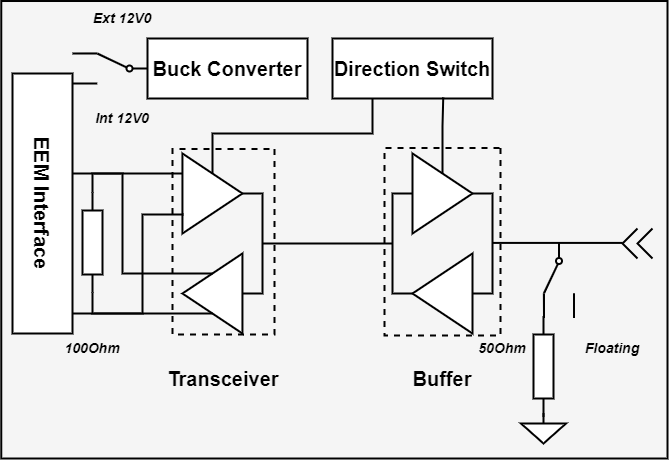 Ext 12V0
Buck Converter
Direction Switch
Int 12V0
EEM Interface
100Ohm
50Ohm
Floating
Transceiver
Buffer